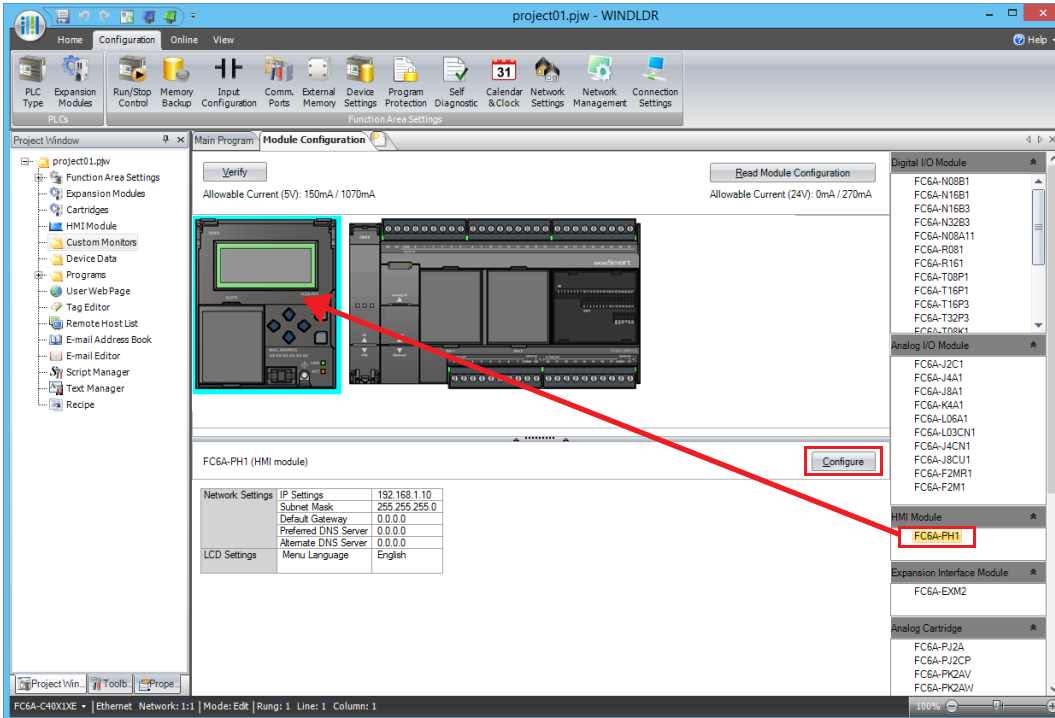 project01.pjw - WINDLDR
Home Configuration Online View Help
PLC Type
Expansion Modules
Run/Stop Control
Memory Backup
Input Configuration
Comm. Ports
External Memory
Device Settings
Program Protection
Self Diagnostic
31
Calendar &Clock
Network Settings
Network Management
Connection Settings
PLCs
Function Area Settings
Project Window
project01.pjw
Function Area Settings
Expansion Modules
Cartridges
HMI Module
Custom Monitors
Device Data
Programs
User Web Page
Tag Editor
Remote Host List
E-mail Address Book
E-mail Editor
Script Manager
Text Manager
Recipe
Project Win...
Toolb...
Prope...
Main Program
Module Configuration
Verify
Read Module Configuration
Allowable Current (5V): 150mA / 1070mA
Allowable Current (24V): 0mA / 270mA
FC6A-PH1
MAC ADDRESS
FC6A-PH1 (HMI module)
Configure
Network Settings IP Settings 192.168.1.10
Subnet Mask 255.255.255.0
Default Gateway 0.0.0.0
Preferred DNS Server 0.0.0.0
Alternate DNS Server 0.0.0.0
LCD Settings Menu Language English
Digital I/O Module
FC6A-N08B1
FC6A-N16B1
FC6A-N16B3
FC6A-N32B3
FC6A-N08A11
FC6A-R081
FC6A-R161
FC6A-T08P1
FC6A-T16P1
FC6A-T16P3
FC6A-T32P3
FC6A-T08K1
Analog I/O Module
FC6A-J2C1
FC6A-J4A1
FC6A-J8A1
FC6A-K4A1
FC6A-L06A1
FC6A-L03CN1
FC6A-J4CN1
FC6A-J8CU1
FC6A-F2MR1
FC6A-F2M1
HMI Module
FC6A-PH1
Expansion Interface Module
FC6A-EXM2
Analog Cartridge
FC6A-PJ2A
FC6A-PJ2CP
FC6A-PK2AV
FC6A-PK2AW
FC6A-C40X1XE Ethernet Network: 1:1 Mode: Edit Rung: 1 Line: 1 Column: 1
100%